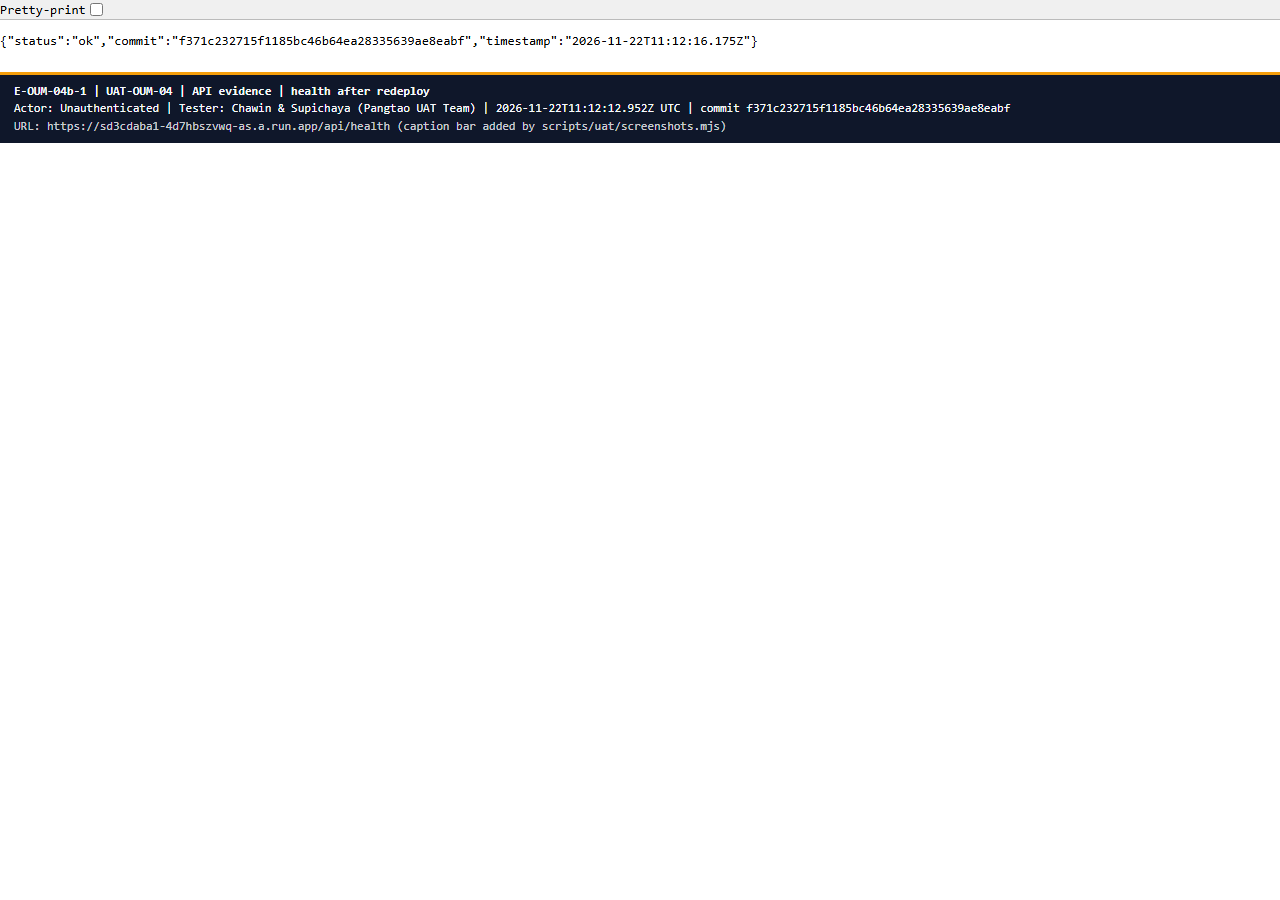 Pretty-print
{"status":"ok","commit":"f371c232715f1185bc46b64ea28335639ae8eabf","timestamp":"2026-11-22T11:12:16.175Z"}
E-OUM-04b-1 | UAT-OUM-04 | API evidence | health after redeploy
Actor: Unauthenticated | Tester: Chawin & Supichaya (Pangtao UAT Team) | 2026-11-22T11:12:12.952Z UTC | commit f371c232715f1185bc46b64ea28335639ae8eabf
URL: https://sd3cdaba1-4d7hbszvwq-as.a.run.app/api/health (caption bar added by scripts/uat/screenshots.mjs)